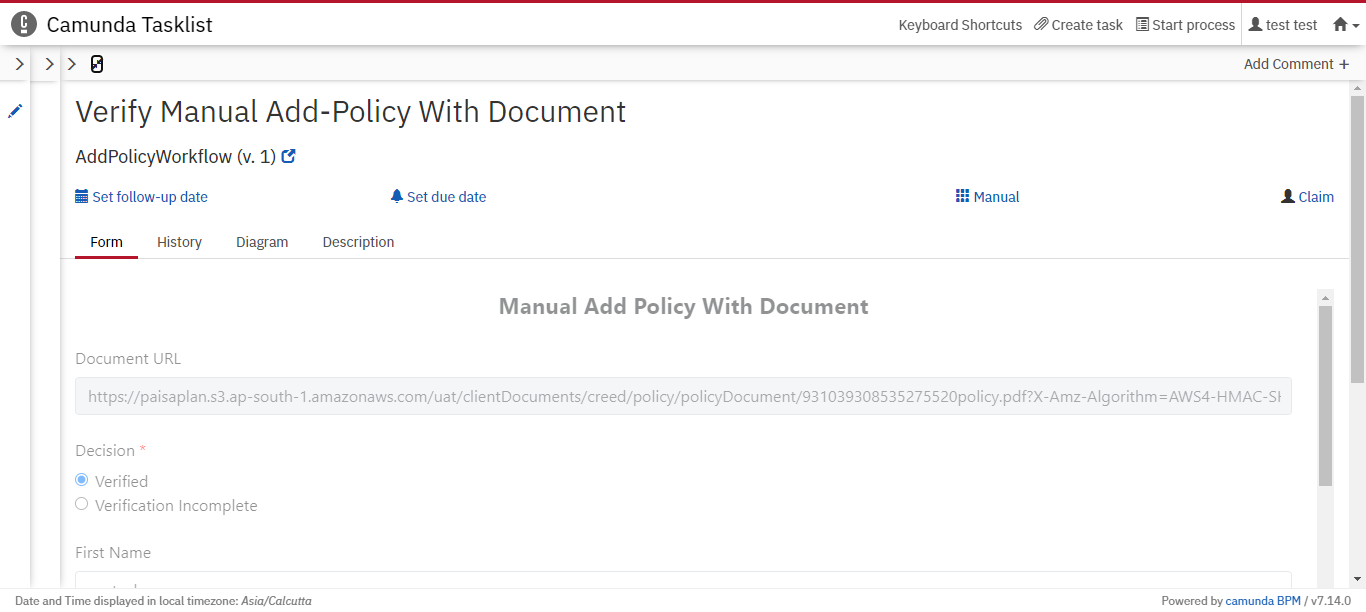 Camunda Tasklist
Keyboard Shortcuts Create task Start process test test
Add Comment +
Verify Manual Add-Policy With Document
AddPolicyWorkflow (v. 1)
Set follow-up date Set due date Manual Claim
Form History Diagram Description
Manual Add Policy With Document
Document URL
https://paisaplan.s3.ap-south-1.amazonaws.com/uat/clientDocuments/creed/policy/policyDocument/931039308535275520policy.pdf?X-Amz-Algorithm=AWS4-HMAC-SH
Decision *
Verified
Verification Incomplete
First Name
Date and Time displayed in local timezone: Asia/Calcutta
Powered by camunda BPM / v7.14.0